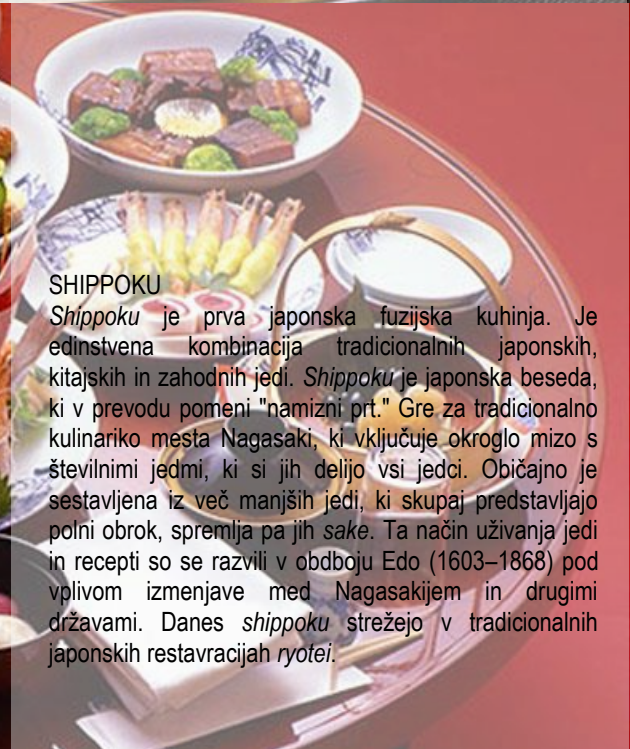 SHIPPOKU
Shippoku je prva japonska fuzijska kuhinja. Je
edinstvena kombinacija tradicionalnih japonskih,
kitajskih in zahodnih jedi. Shippoku je japonska beseda,
ki v prevodu pomeni "namizni prt." Gre za tradicionalno
kulinariko mesta Nagasaki, ki vključuje okroglo mizo s
številnimi jedmi, ki si jih delijo vsi jedci. Običajno je
sestavljena iz več manjših jedi, ki skupaj predstavljajo
polni obrok, spremlja pa jih sake. Ta način uživanja jedi
in recepti so se razvili v obdboju Edo (1603–1868) pod
vplivom izmenjave med Nagasakijem in drugimi
državami. Danes shippoku strežejo v tradicionalnih
japonskih restavracijah ryotei.